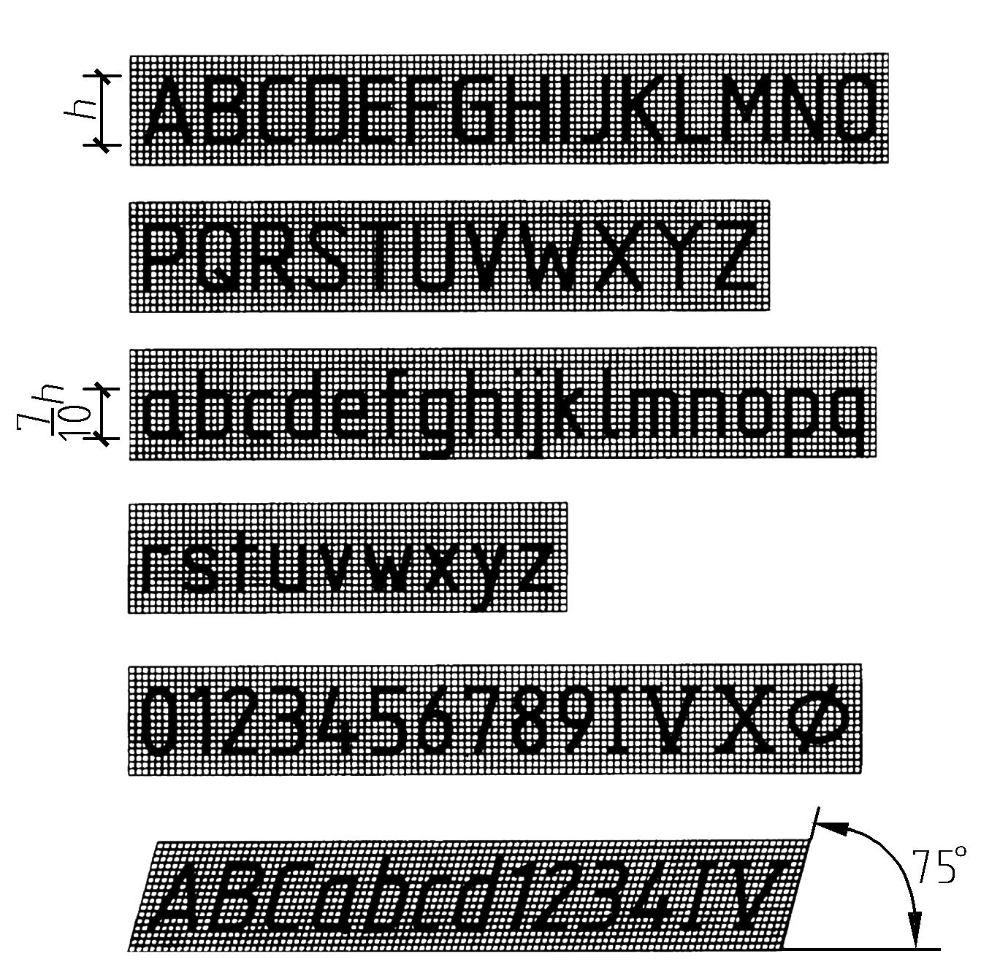 h
ABCDEFGHIJKLMNO
PQRSTUVWXYZ
7/10 h
abcdefghijklmnopq
rstuvwxyz
0123456789IVXØ
ABCabcd1234IV
75°